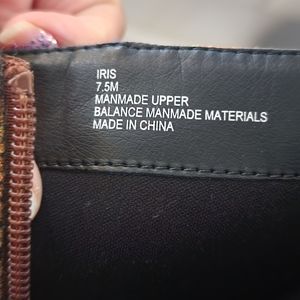 IRIS
7.5M
MANMADE UPPER
BALANCE MANMADE MATERIALS
MADE IN CHINA